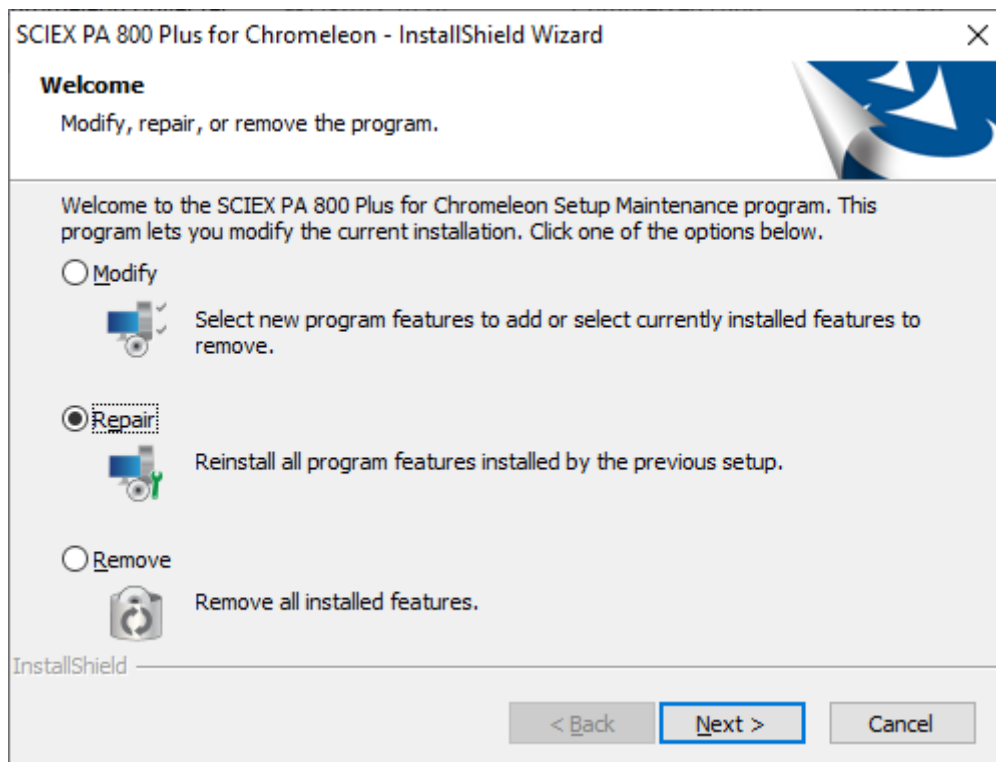 SCIEX PA 800 Plus for Chromeleon - InstallShield Wizard
Welcome
Modify, repair, or remove the program.
Welcome to the SCIEX PA 800 Plus for Chromeleon Setup Maintenance program. This
program lets you modify the current installation. Click one of the options below.
Modify
Select new program features to add or select currently installed features to
remove.
Repair
Reinstall all program features installed by the previous setup.
Remove
Remove all installed features.
InstallShield
< Back
Next >
Cancel